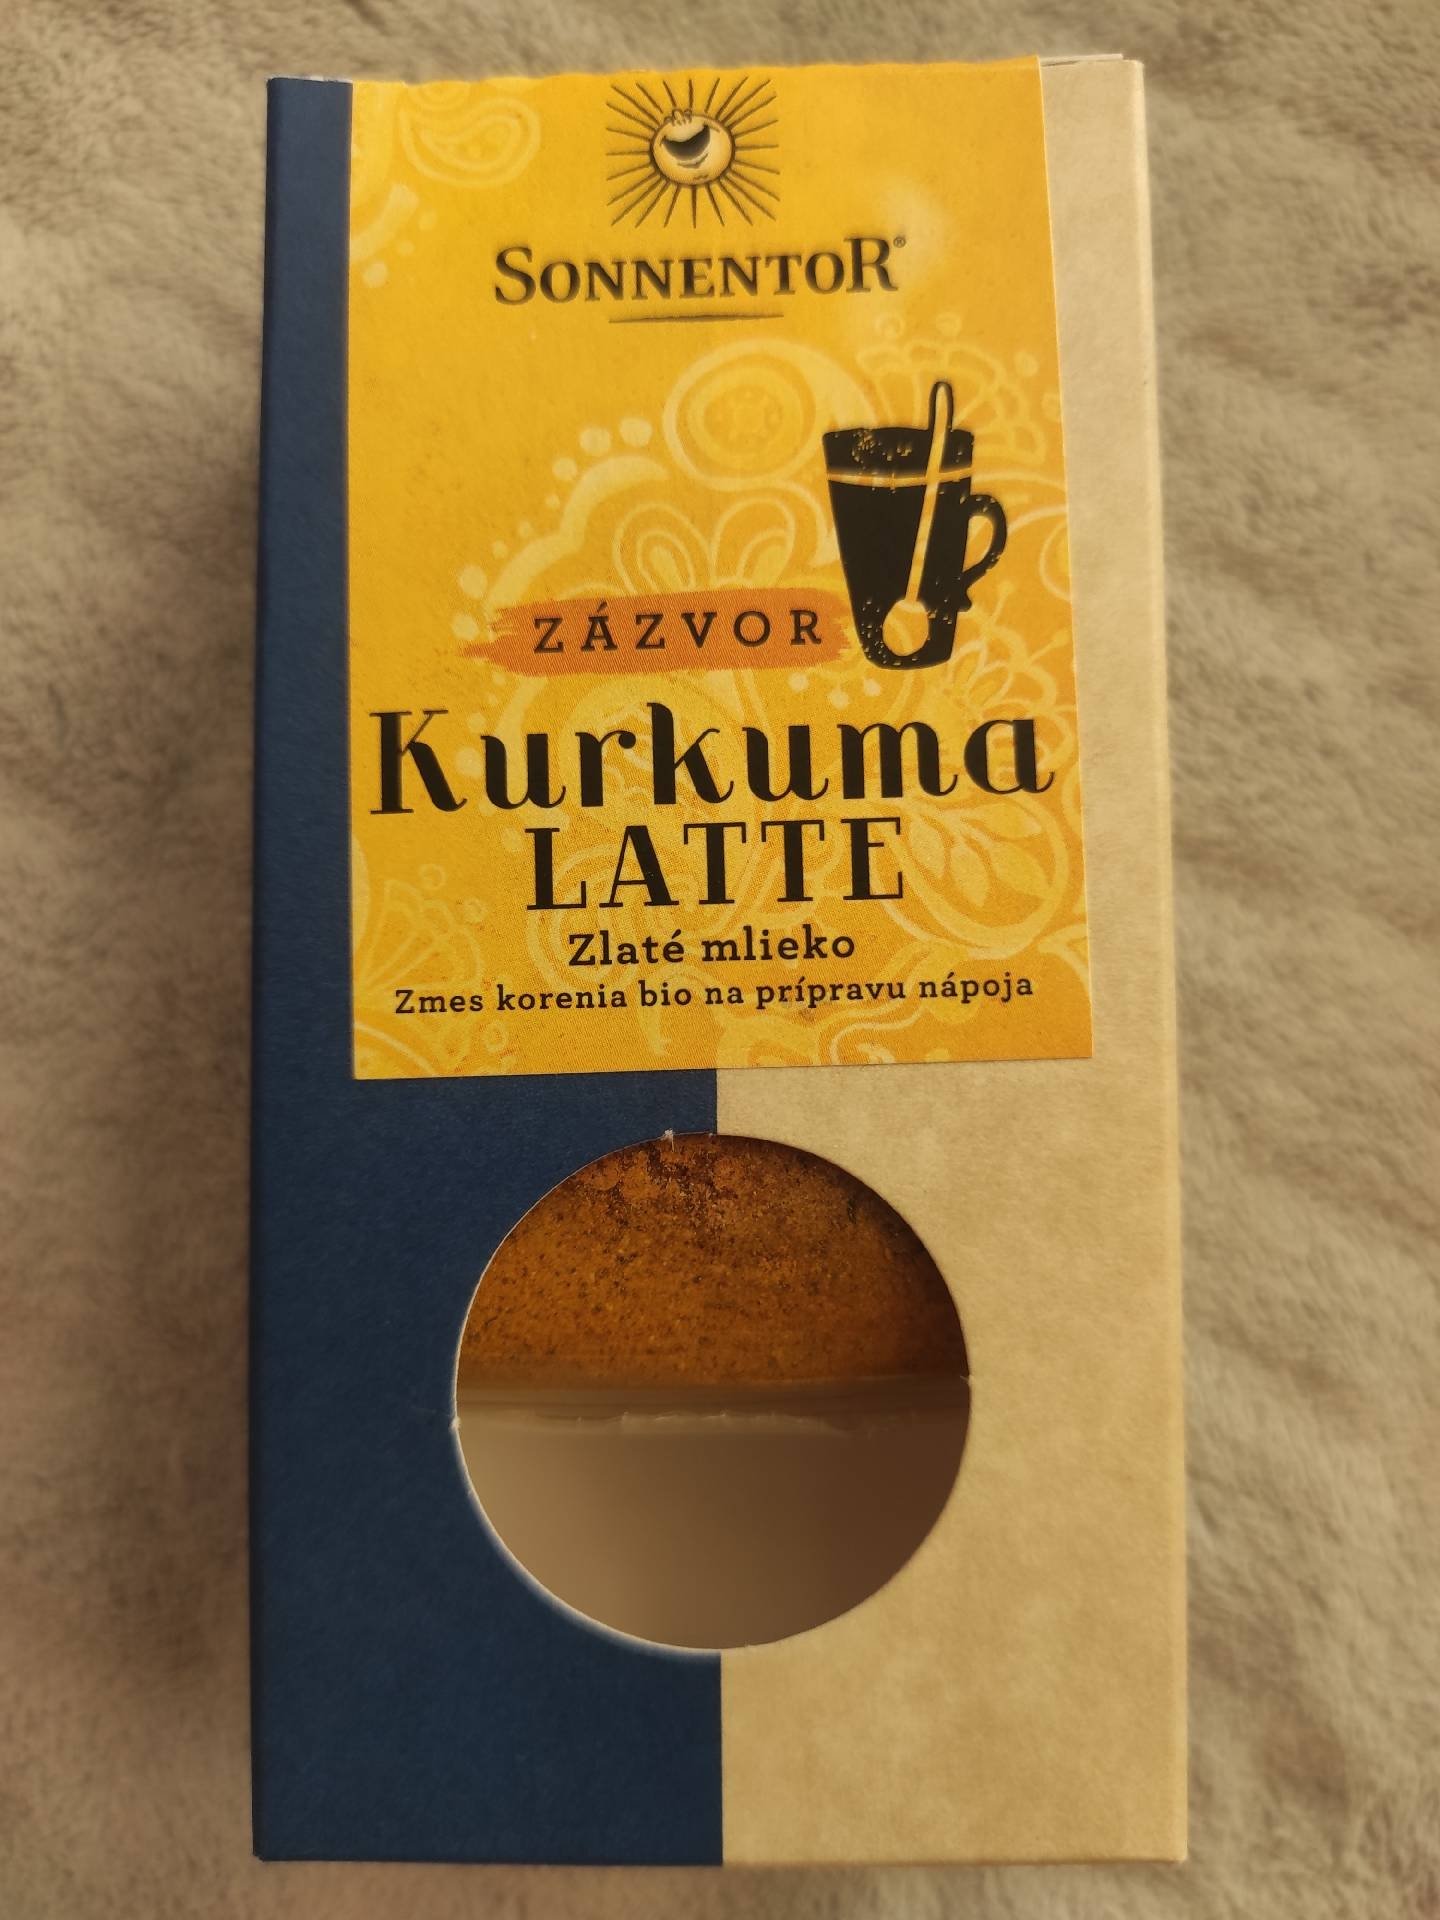 SONNENTOR®
ZÁZVOR
Kurkuma
LATTE
Zlaté mlieko
Zmes korenia bio na prípravu nápoja